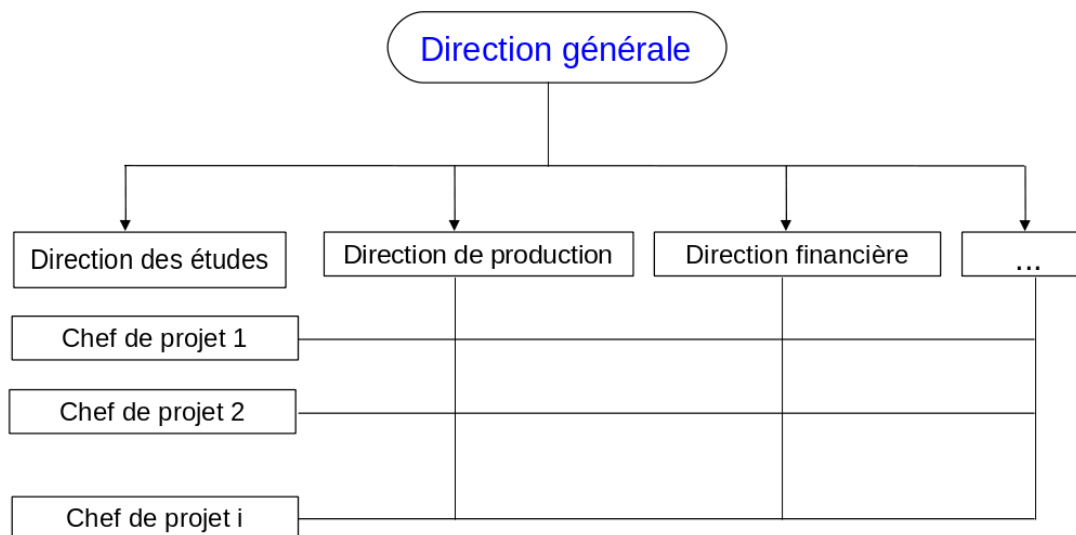 Direction générale
Direction des études
Direction de production
Direction financière
...
Chef de projet 1
Chef de projet 2
Chef de projet i